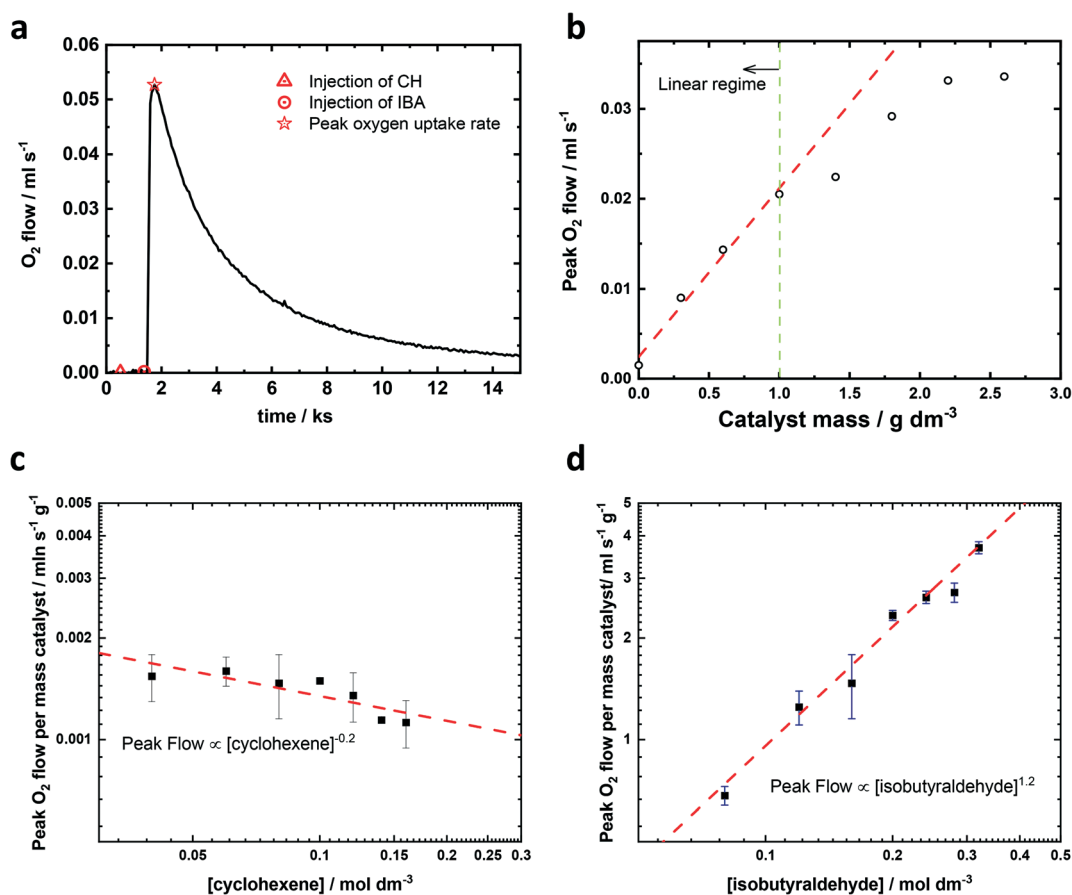 a
0.06
0.05
0.04
0.03
0.02
0.01
0.00
O₂ flow / ml s⁻¹
Injection of CH
Injection of IBA
Peak oxygen uptake rate
0 2 4 6 8 10 12 14
time / ks
b
0.03
0.02
0.01
0.00
Peak O₂ flow / ml s⁻¹
Linear regime
0.0 0.5 1.0 1.5 2.0 2.5 3.0
Catalyst mass / g dm⁻³
c
0.005
0.004
0.003
0.002
0.001
Peak O₂ flow per mass catalyst / mln s⁻¹ g⁻¹
Peak Flow ∝ [cyclohexene]⁻⁰·²
0.05 0.1 0.15 0.2 0.25 0.3
[cyclohexene] / mol dm⁻³
d
5
4
3
2
1
Peak O₂ flow per mass catalyst/ ml s⁻¹ g⁻¹
Peak Flow ∝ [isobutyraldehyde]¹·²
0.1 0.2 0.3 0.4 0.5
[isobutyraldehyde] / mol dm⁻³